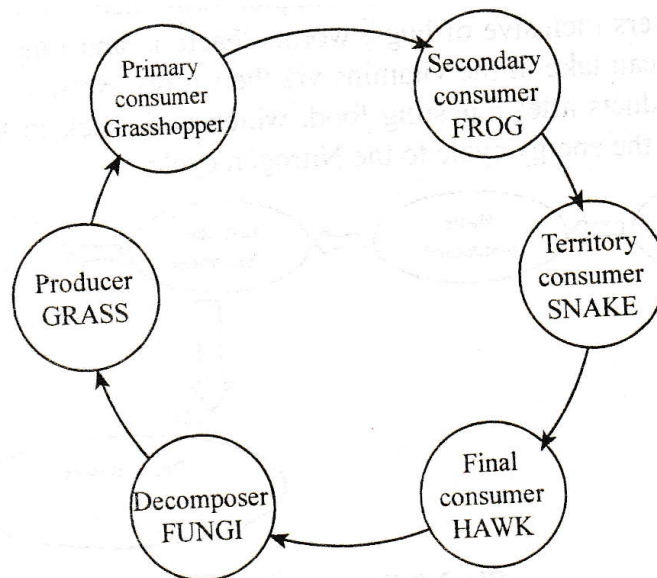 Primary
consumer
Grasshopper
Secondary
consumer
FROG
Territory
consumer
SNAKE
Final
consumer
HAWK
Decomposer
FUNGI
Producer
GRASS